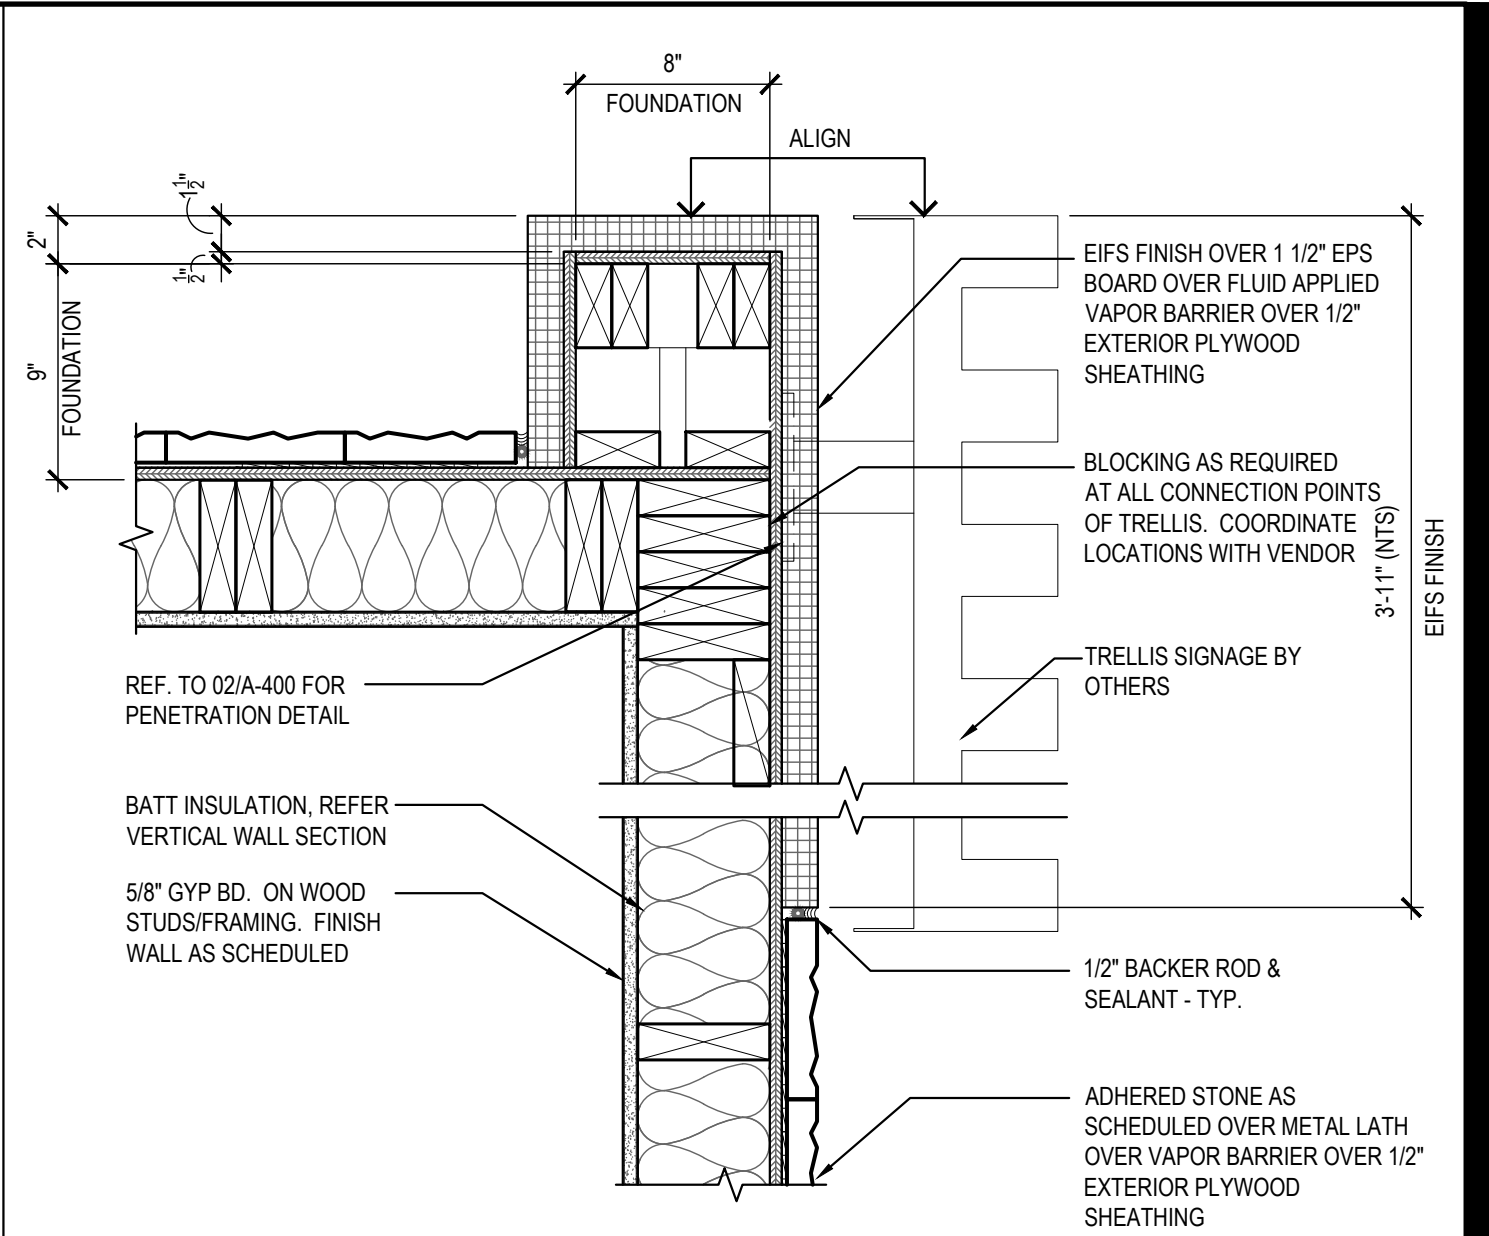 8"
FOUNDATION
ALIGN
1 1/2"
2"
1/2"
9"
FOUNDATION
EIFS FINISH OVER 1 1/2" EPS
BOARD OVER FLUID APPLIED
VAPOR BARRIER OVER 1/2"
EXTERIOR PLYWOOD
SHEATHING
BLOCKING AS REQUIRED
AT ALL CONNECTION POINTS
OF TRELLIS. COORDINATE
LOCATIONS WITH VENDOR
3'-11" (NTS)
EIFS FINISH
TRELLIS SIGNAGE BY
OTHERS
REF. TO 02/A-400 FOR
PENETRATION DETAIL
BATT INSULATION, REFER
VERTICAL WALL SECTION
5/8" GYP BD. ON WOOD
STUDS/FRAMING. FINISH
WALL AS SCHEDULED
1/2" BACKER ROD &
SEALANT - TYP.
ADHERED STONE AS
SCHEDULED OVER METAL LATH
OVER VAPOR BARRIER OVER 1/2"
EXTERIOR PLYWOOD
SHEATHING